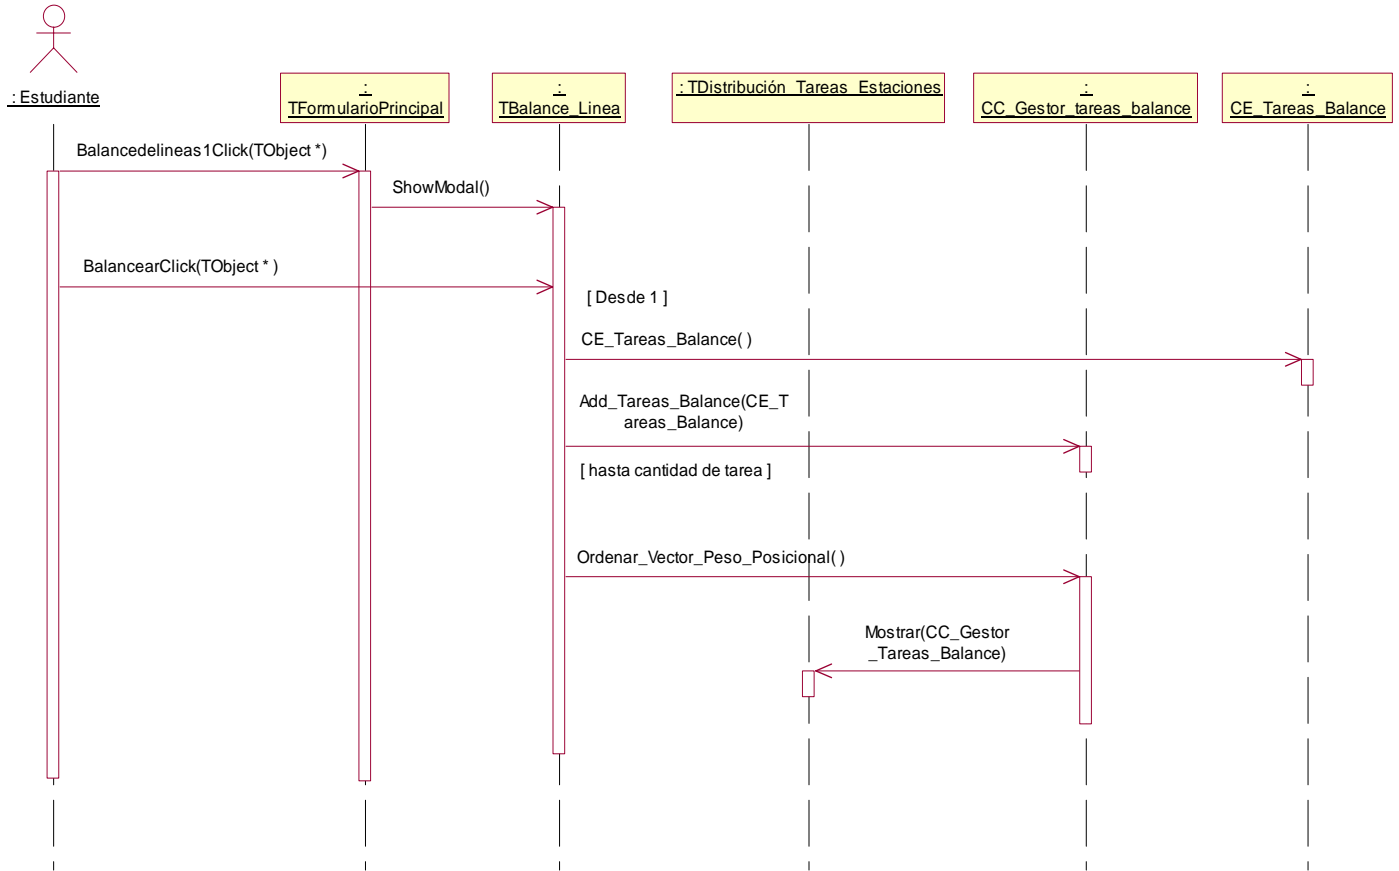 : Estudiante
:
TFormularioPrincipal
:
TBalance_Linea
: TDistribución_Tareas_Estaciones
:
CC_Gestor_tareas_balance
:
CE_Tareas_Balance
Balancedelineas1Click(TObject *)
ShowModal()
BalancearClick(TObject * )
[ Desde 1 ]
CE_Tareas_Balance( )
Add_Tareas_Balance(CE_T
areas_Balance)
[ hasta cantidad de tarea ]
Ordenar_Vector_Peso_Posicional( )
Mostrar(CC_Gestor
_Tareas_Balance)